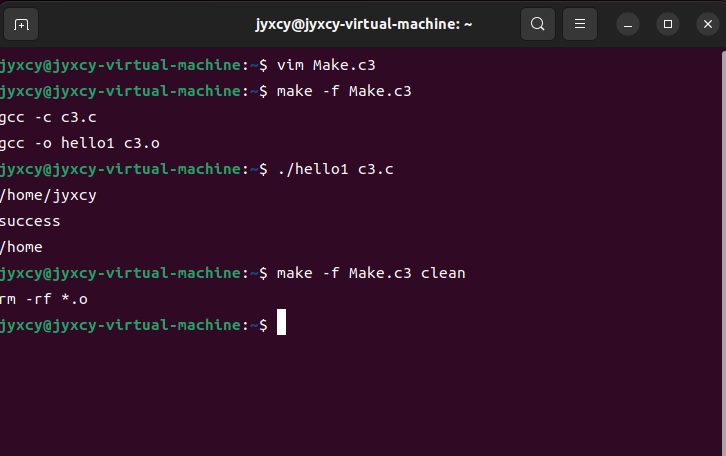 jyxcy@jyxcy-virtual-machine: ~
jyxcy@jyxcy-virtual-machine:~$ vim Make.c3
jyxcy@jyxcy-virtual-machine:~$ make -f Make.c3
gcc -c c3.c
gcc -o hello1 c3.o
jyxcy@jyxcy-virtual-machine:~$ ./hello1 c3.c
/home/jyxcy
success
/home
jyxcy@jyxcy-virtual-machine:~$ make -f Make.c3 clean
rm -rf *.o
jyxcy@jyxcy-virtual-machine:~$